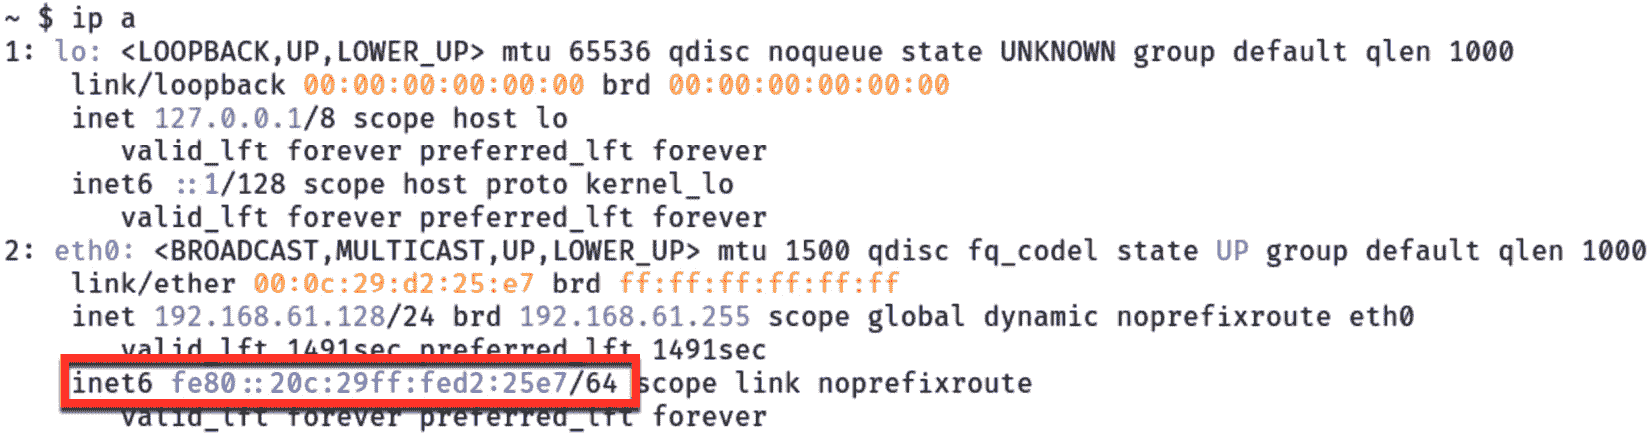 ~ $ ip a
1: lo: <LOOPBACK,UP,LOWER_UP> mtu 65536 qdisc noqueue state UNKNOWN group default qlen 1000
link/loopback 00:00:00:00:00:00 brd 00:00:00:00:00:00
inet 127.0.0.1/8 scope host lo
valid_lft forever preferred_lft forever
inet6 ::1/128 scope host proto kernel_lo
valid_lft forever preferred_lft forever
2: eth0: <BROADCAST,MULTICAST,UP,LOWER_UP> mtu 1500 qdisc fq_codel state UP group default qlen 1000
link/ether 00:0c:29:d2:25:e7 brd ff:ff:ff:ff:ff:ff
inet 192.168.61.128/24 brd 192.168.61.255 scope global dynamic noprefixroute eth0
valid_lft 1491sec preferred_lft 1491sec
inet6 fe80::20c:29ff:fed2:25e7/64 scope link noprefixroute
valid_lft forever preferred_lft forever